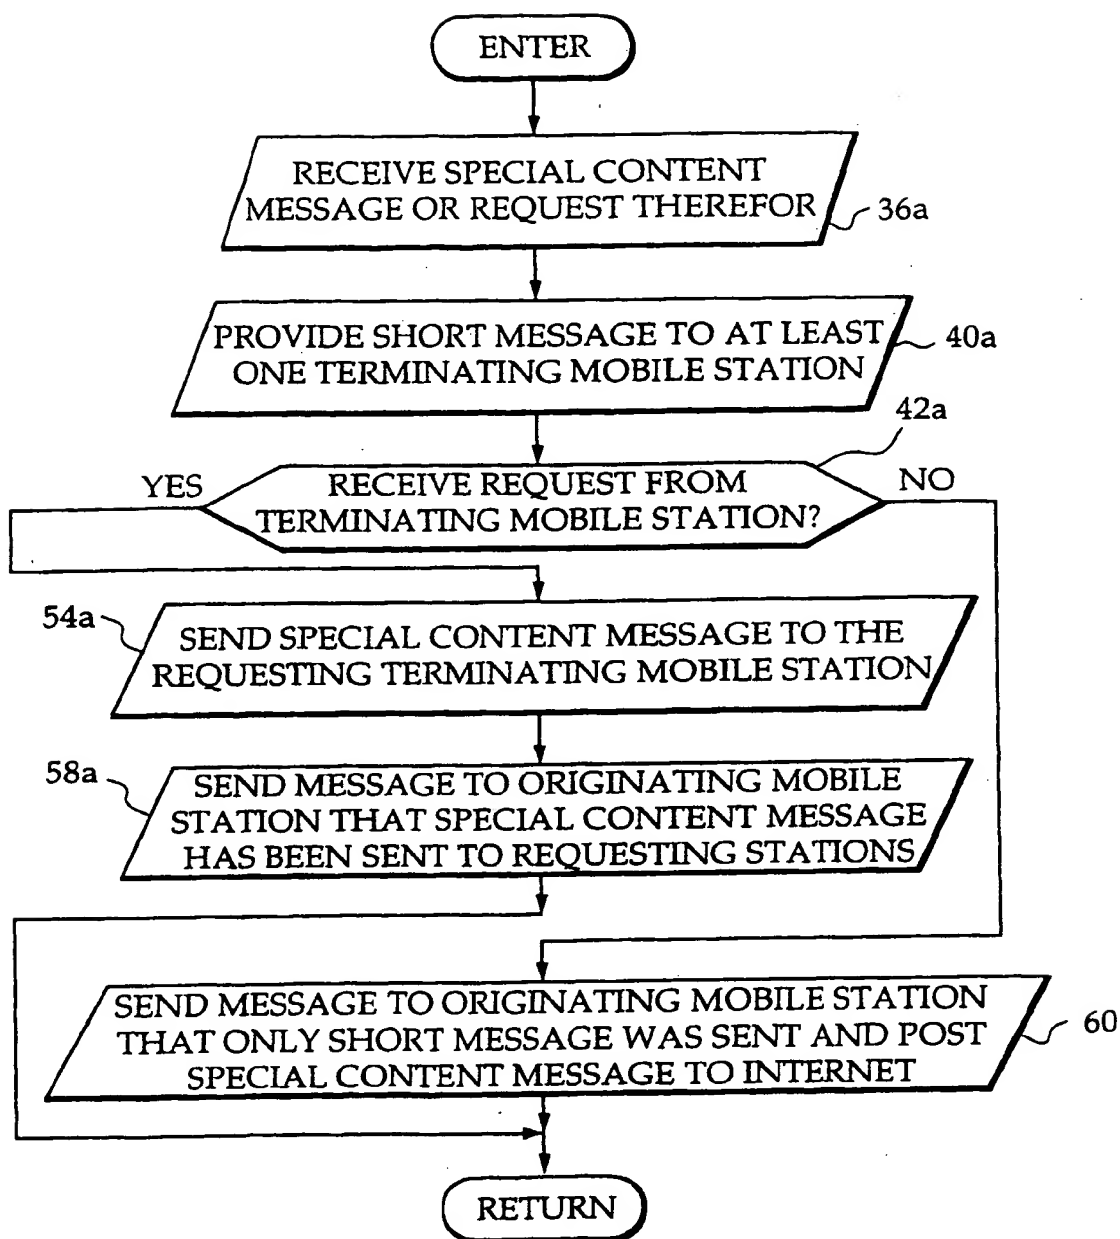 ENTER
RECEIVE SPECIAL CONTENT
MESSAGE OR REQUEST THEREFOR
36a
PROVIDE SHORT MESSAGE TO AT LEAST
ONE TERMINATING MOBILE STATION
40a
42a
YES
RECEIVE REQUEST FROM
TERMINATING MOBILE STATION?
NO
54a
SEND SPECIAL CONTENT MESSAGE TO THE
REQUESTING TERMINATING MOBILE STATION
58a
SEND MESSAGE TO ORIGINATING MOBILE
STATION THAT SPECIAL CONTENT MESSAGE
HAS BEEN SENT TO REQUESTING STATIONS
SEND MESSAGE TO ORIGINATING MOBILE STATION
THAT ONLY SHORT MESSAGE WAS SENT AND POST
SPECIAL CONTENT MESSAGE TO INTERNET
60
RETURN